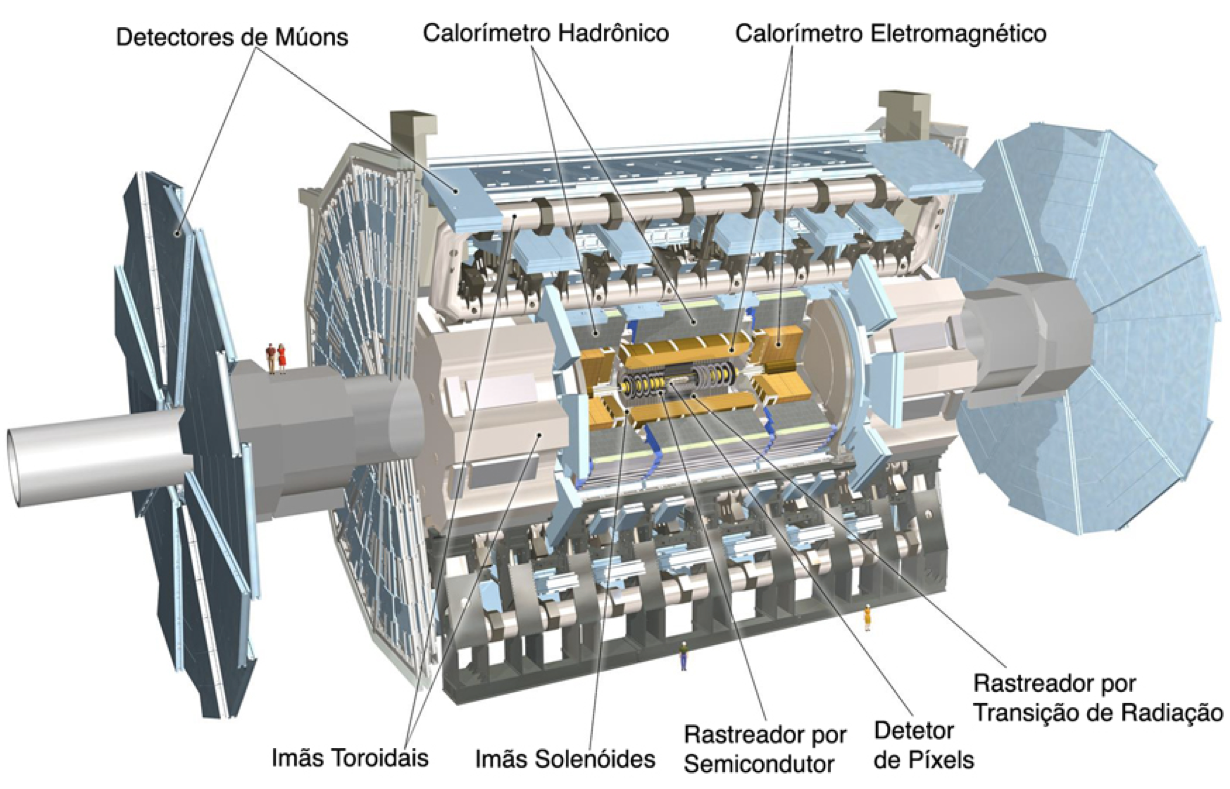 Detectores de Múons
Calorímetro Hadrônico
Calorímetro Eletromagnético
Imãs Toroidais
Imãs Solenóides
Rastreador por
Semicondutor
Detetor
de Píxels
Rastreador por
Transição de Radiação